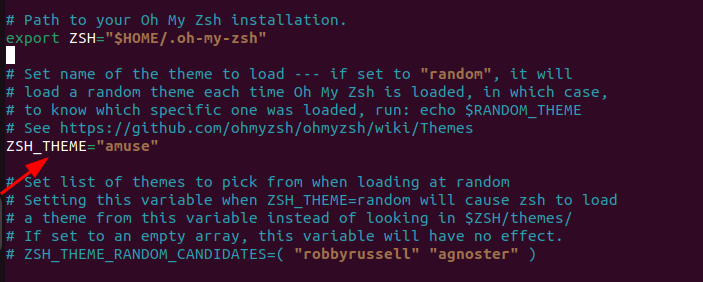 # Path to your Oh My Zsh installation.
export ZSH="$HOME/.oh-my-zsh"
# Set name of the theme to load --- if set to "random", it will
# load a random theme each time Oh My Zsh is loaded, in which case,
# to know which specific one was loaded, run: echo $RANDOM_THEME
# See https://github.com/ohmyzsh/ohmyzsh/wiki/Themes
ZSH_THEME="amuse"
# Set list of themes to pick from when loading at random
# Setting this variable when ZSH_THEME=random will cause zsh to load
# a theme from this variable instead of looking in $ZSH/themes/
# If set to an empty array, this variable will have no effect.
# ZSH_THEME_RANDOM_CANDIDATES=( "robbyrussell" "agnoster" )